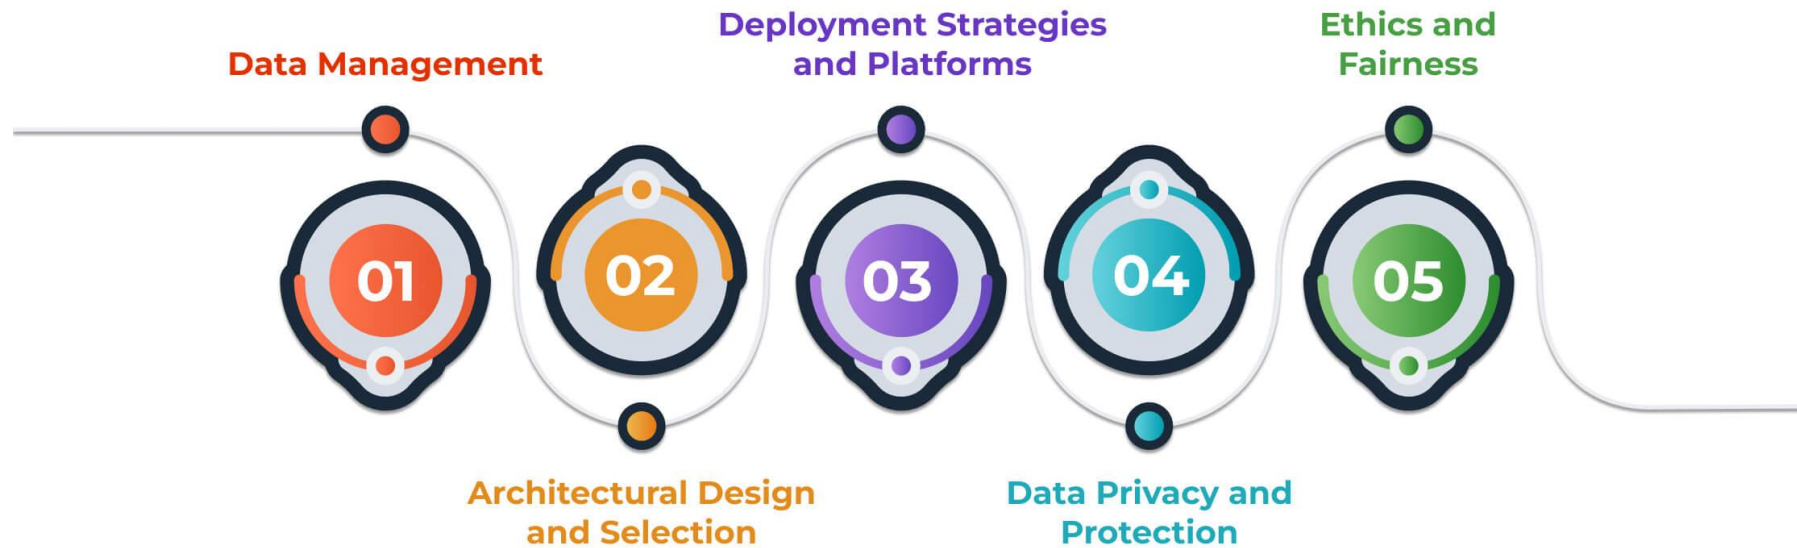 Data Management
01
02
Architectural Design
and Selection
Deployment Strategies
and Platforms
03
04
Data Privacy and
Protection
Ethics and
Fairness
05